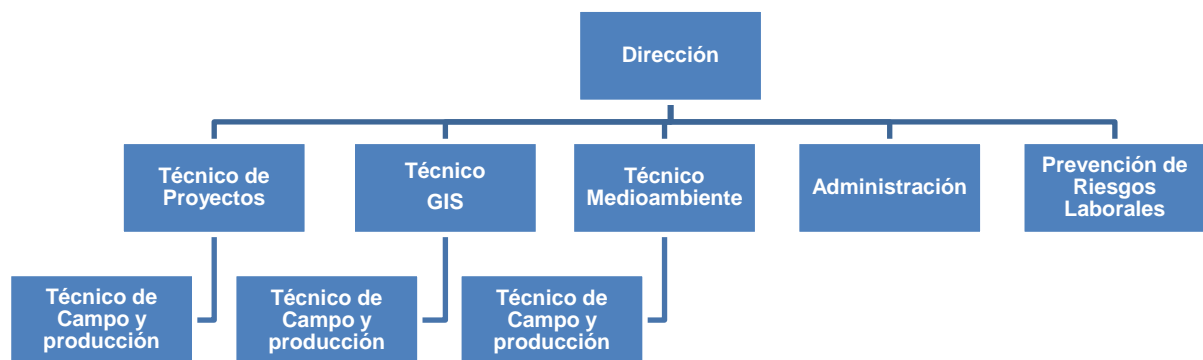 Dirección
Técnico de
Proyectos
Técnico
GIS
Técnico
Medioambiente
Administración
Prevención de
Riesgos
Laborales
Técnico de
Campo y
producción
Técnico de
Campo y
producción
Técnico de
Campo y
producción